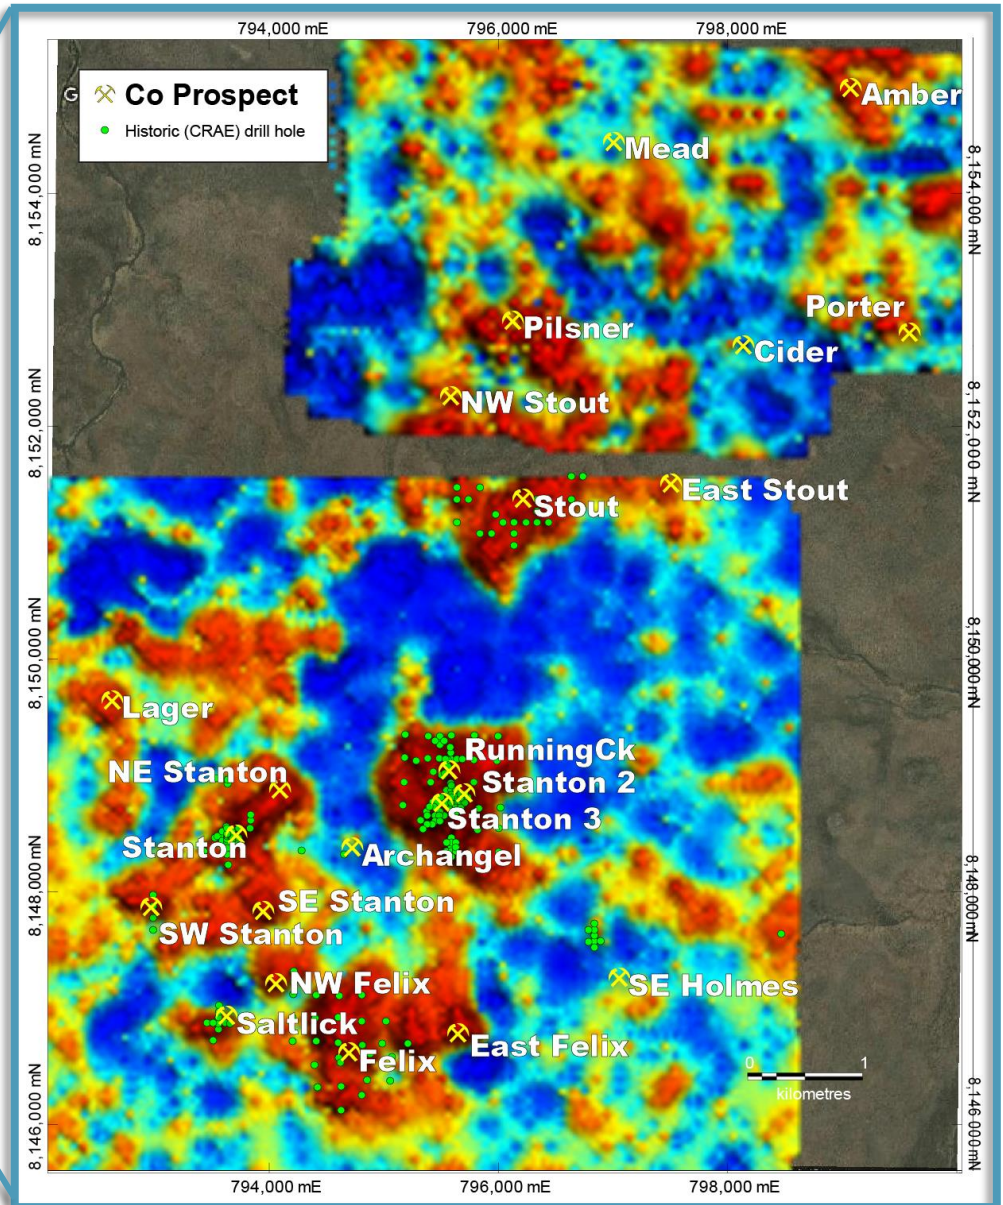 794,000 mE
796,000 mE
798,000 mE
G
Co Prospect
Historic (CRAE) drill hole
Amber
Mead
8,154,000 mN
8,154,000 mN
Porter
Pilsner
Cider
NW Stout
8,152,000 mN
8,152,000 mN
East Stout
Stout
8,150,000 mN
8,150,000mN
Lager
RunningCk
NE Stanton
Stanton 2
Stanton 3
Stanton
Archangel
8,148,000 mN
8,148,000 mN
SE Stanton
SW Stanton
NW Felix
SE Holmes
Saltlick
East Felix
Felix
0
1
kilometres
8,146,000 mN
8,146,000mN
794,000 mE
796,000 mE
798,000 mE